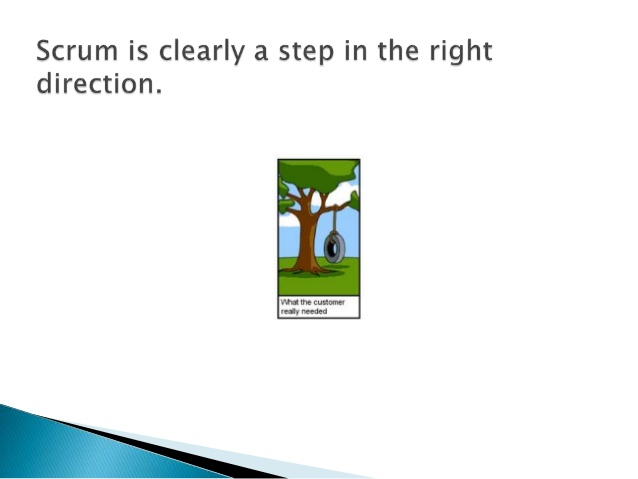 Scrum is clearly a step in the right
direction.
What the customer
really needed